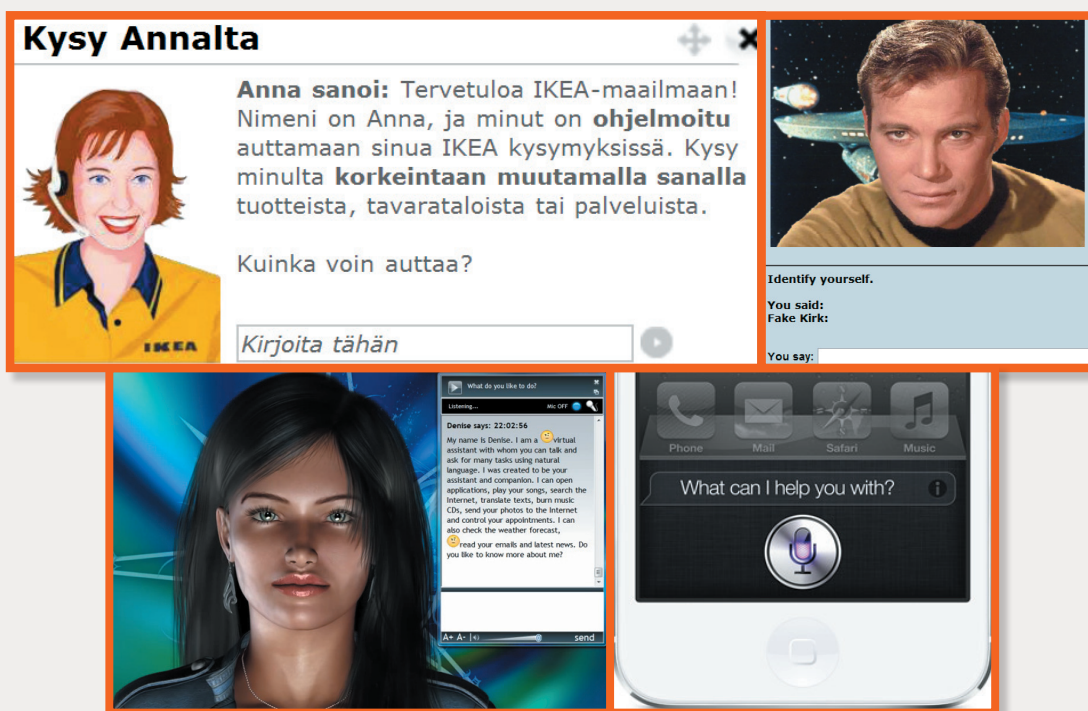 Kysy Annalta
Anna sanoi: Tervetuloa IKEA-maailmaan!
Nimeni on Anna, ja minut on ohjelmoitu
auttamaan sinua IKEA kysymyksissä. Kysy
minulta korkeintaan muutamalla sanalla
tuotteista, tavarataloista tai palveluista.
Kuinka voin auttaa?
IKEA
Kirjoita tähän
Identify yourself.
You said:
Fake Kirk:
You say:
What do you like to do?
Listening...
Mic OFF
Denise says: 22:02:56
My name is Denise. I am a virtual
assistant with whom you can talk and
ask for many tasks using natural
language. I was created to be your
assistant and companion. I can open
applications, play your songs, search the
Internet, translate texts, burn music
CDs, send your photos to the Internet
and control your appointments. I can
also check the weather forecast,
read your emails and latest news. Do
you like to know more about me?
A+ A-
send
Phone Mail Safari Music
What can I help you with?